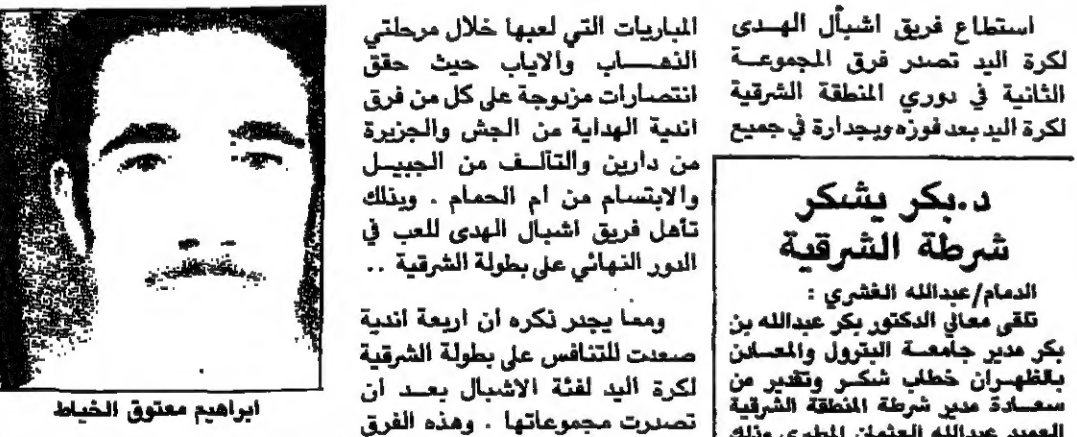 استطاع فريق اشبال الهدى
لكرة اليد تصدر فرق المجموعة
الثانية في دوري المنطقة الشرقية
لكرة اليد بعد فوزه وبجدارة في جميع
المباريات التي لعبها خلال مرحلتي
الذهاب والاياب حيث حقق
انتصارات مزدوجة على كل من فرق
اندية الهداية من الجش والجزيرة
من دارين والتآلف من الجبيل
والابتسام من ام الحمام . وبذلك
تأهل فريق اشبال الهدى للعب في
الدور النهائي على بطولة الشرقية ..
ومما يجدر ذكره ان اربعة اندية
صعدت للتنافس على بطولة الشرقية
لكرة اليد لفئة الاشبال بعد ان
تصدرت مجموعاتها . وهذه الفرق
د.بكر يشكر
شرطة الشرقية
الدمام/عبدالله الغشري :
تلقى معالي الدكتور بكر عبدالله بن
بكر مدير جامعة البترول والمعادن
بالظهران خطاب شكر وتقدير من
سعادة مدير شرطة المنطقة الشرقية
العميد عبدالله العثمان المطيري وذلك
ابراهيم معتوق الخياط